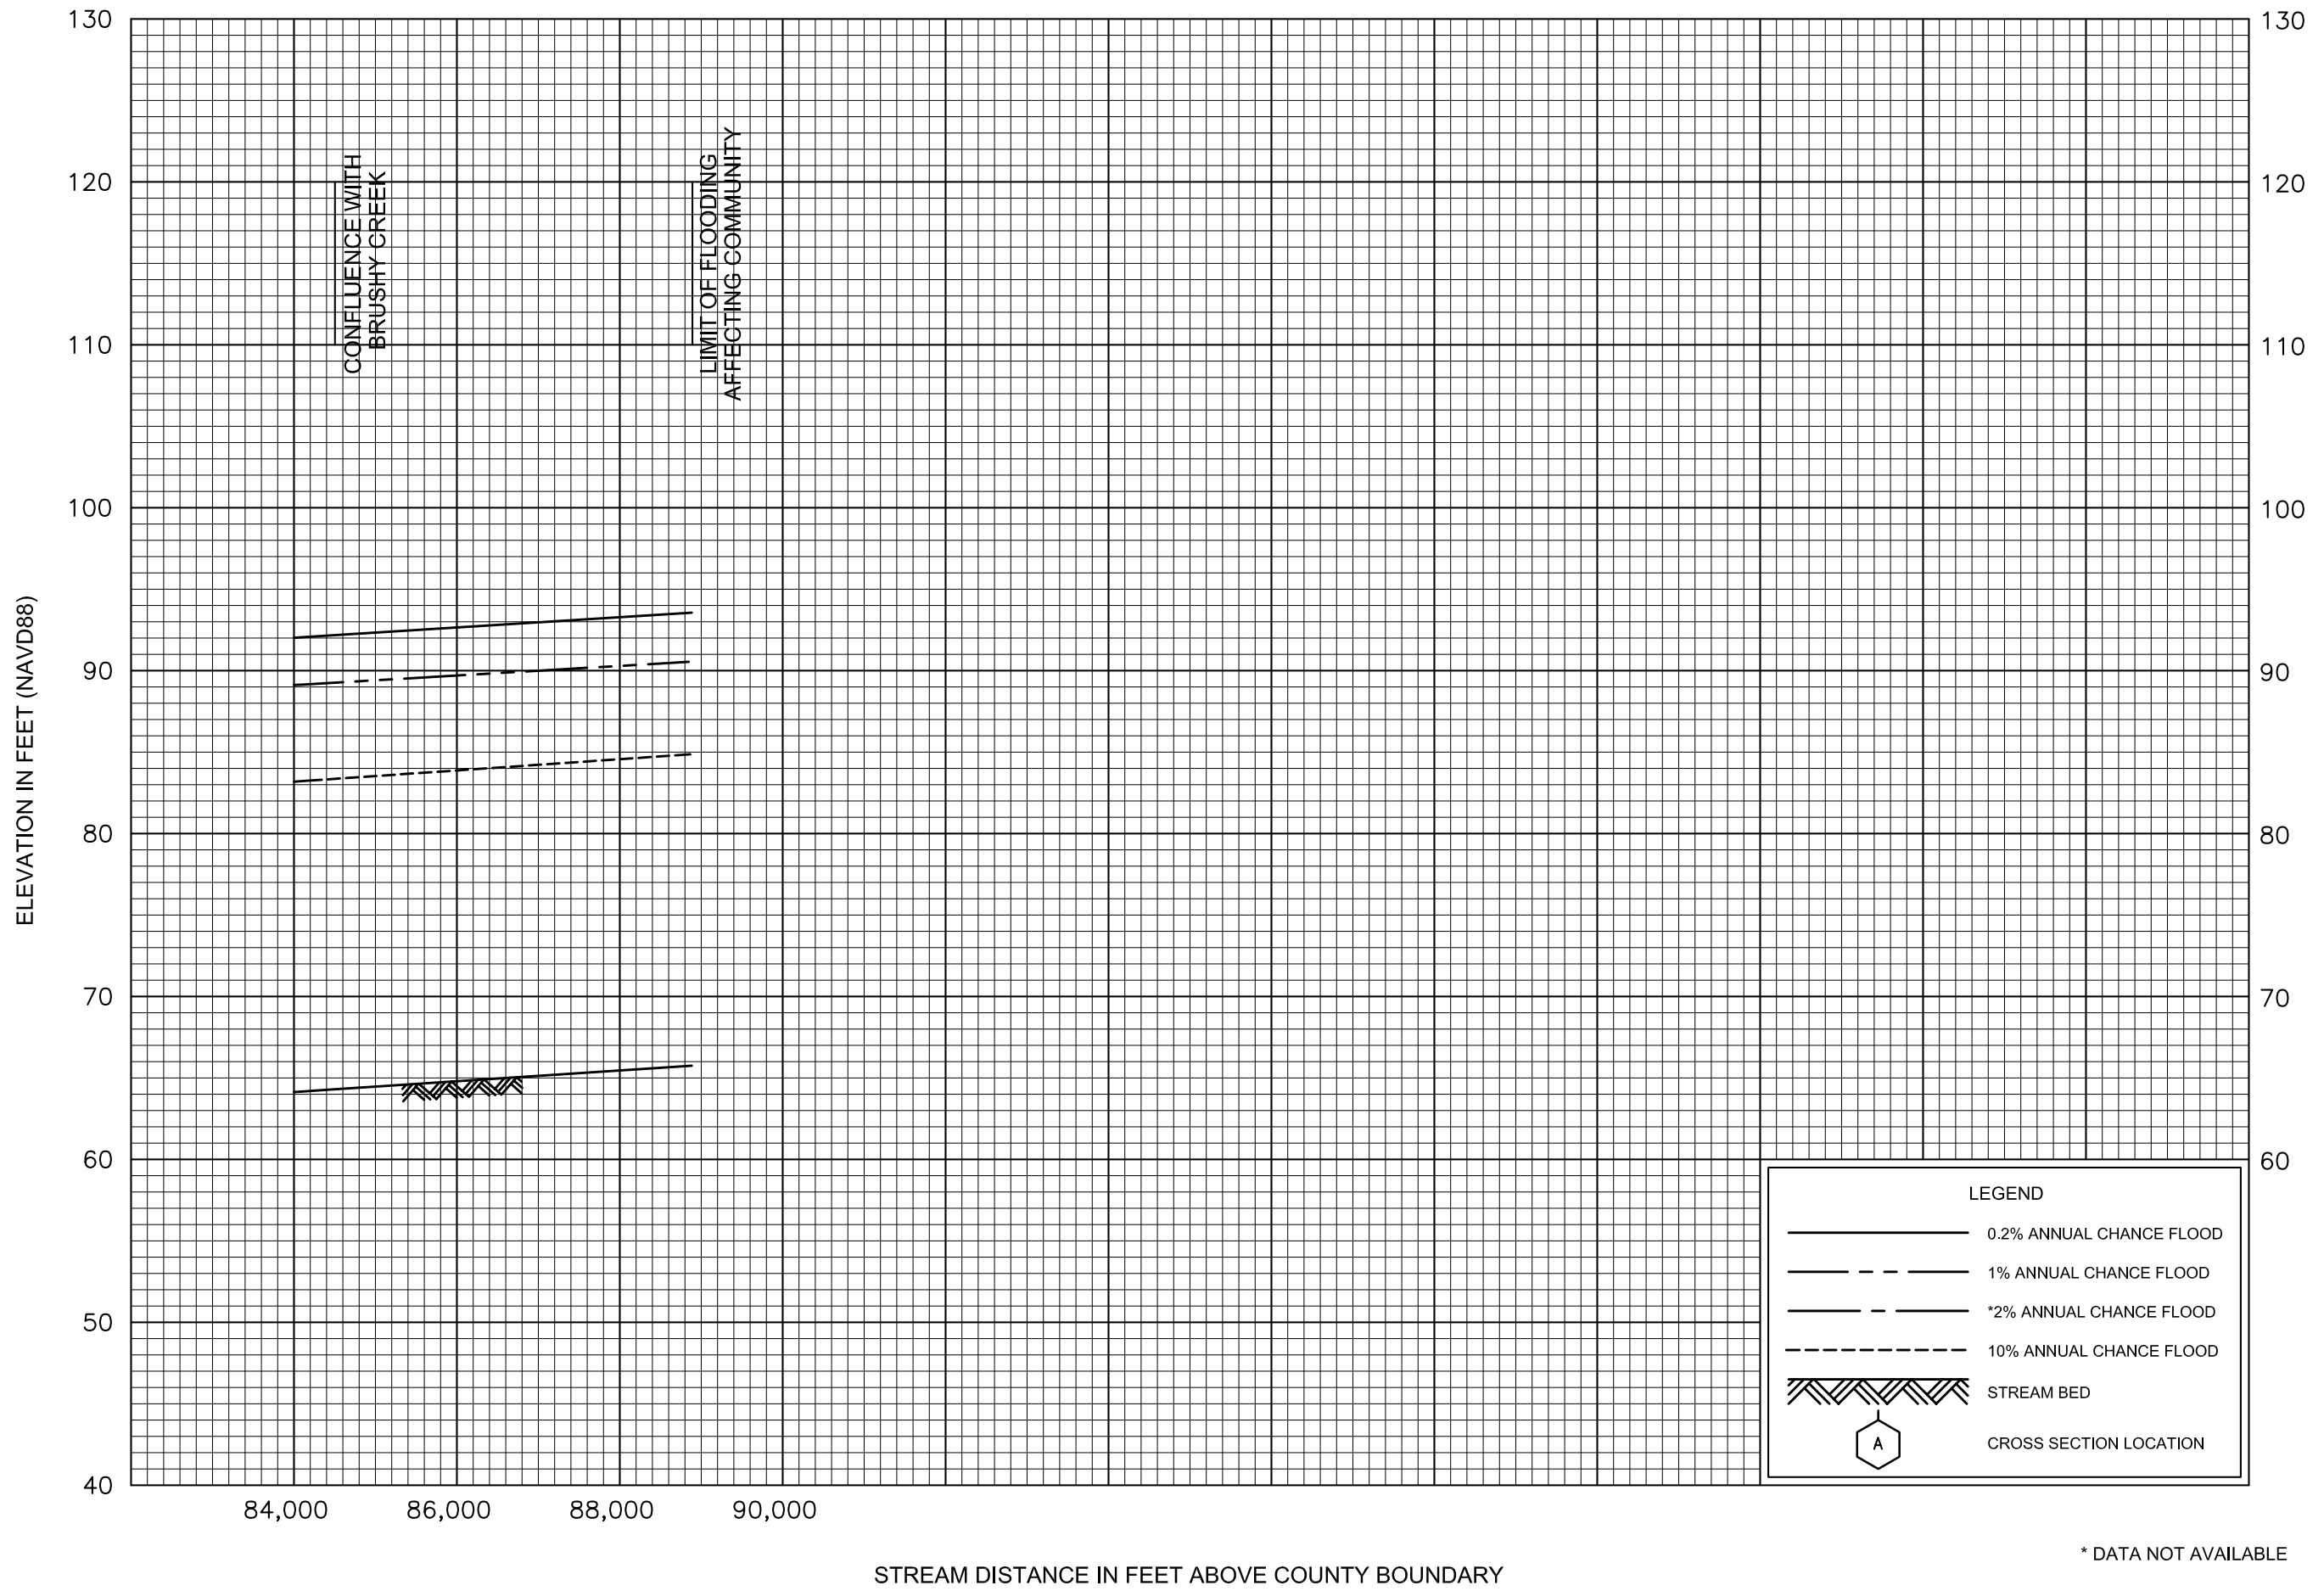 130
130
120
120
110
110
100
100
90
90
80
80
70
70
60
60
50
40
CONFLUENCE WITH
BRUSHY CREEK
LIMIT OF FLOODING
AFFECTING COMMUNITY
ELEVATION IN FEET (NAVD88)
LEGEND
0.2% ANNUAL CHANCE FLOOD
1% ANNUAL CHANCE FLOOD
*2% ANNUAL CHANCE FLOOD
10% ANNUAL CHANCE FLOOD
STREAM BED
A
CROSS SECTION LOCATION
84,000
86,000
88,000
90,000
* DATA NOT AVAILABLE
STREAM DISTANCE IN FEET ABOVE COUNTY BOUNDARY